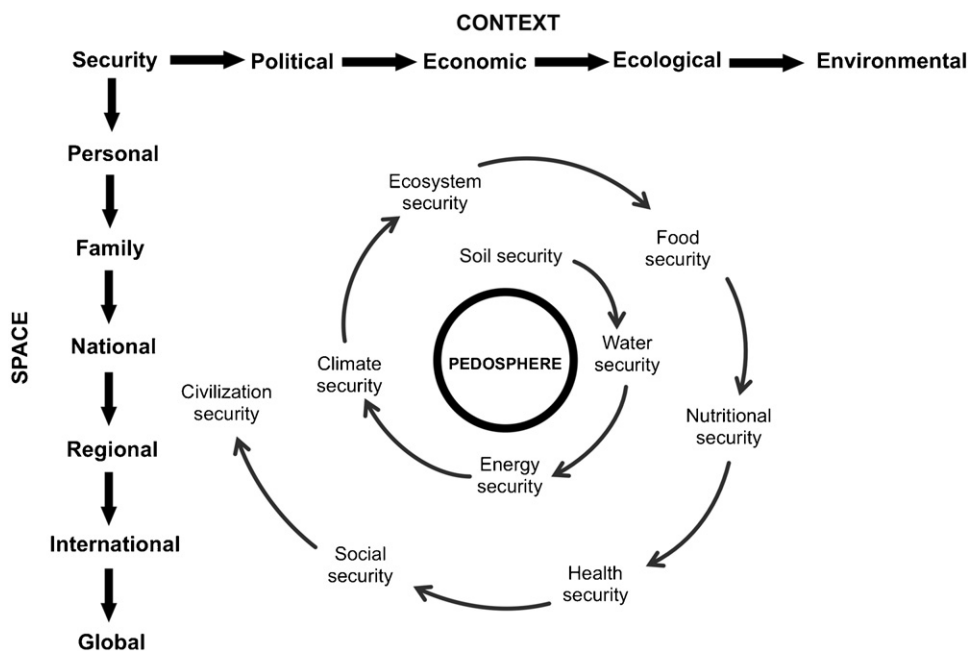 CONTEXT
Security
Political
Economic
Ecological
Environmental
SPACE
Personal
Family
National
Regional
International
Global
PEDOSPHERE
Soil security
Water
security
Energy
security
Climate
security
Ecosystem
security
Food
security
Nutritional
security
Health
security
Social
security
Civilization
security